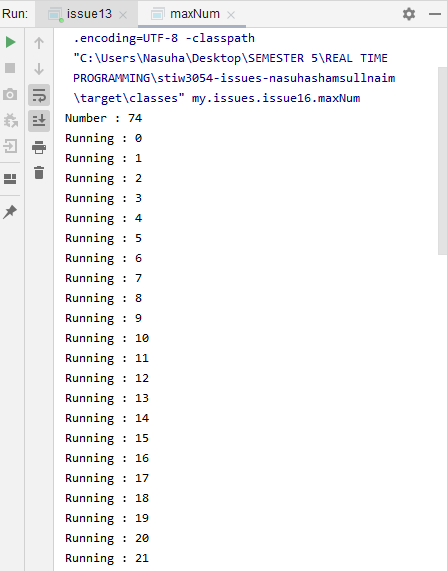 Run: issue13 maxNum
.encoding=UTF-8 -classpath
"C:\Users\Nasuha\Desktop\SEMESTER 5\REAL TIME
PROGRAMMING\stiw3054-issues-nasuhashamsullnaim
\target\classes" my.issues.issue16.maxNum
Number : 74
Running : 0
Running : 1
Running : 2
Running : 3
Running : 4
Running : 5
Running : 6
Running : 7
Running : 8
Running : 9
Running : 10
Running : 11
Running : 12
Running : 13
Running : 14
Running : 15
Running : 16
Running : 17
Running : 18
Running : 19
Running : 20
Running : 21